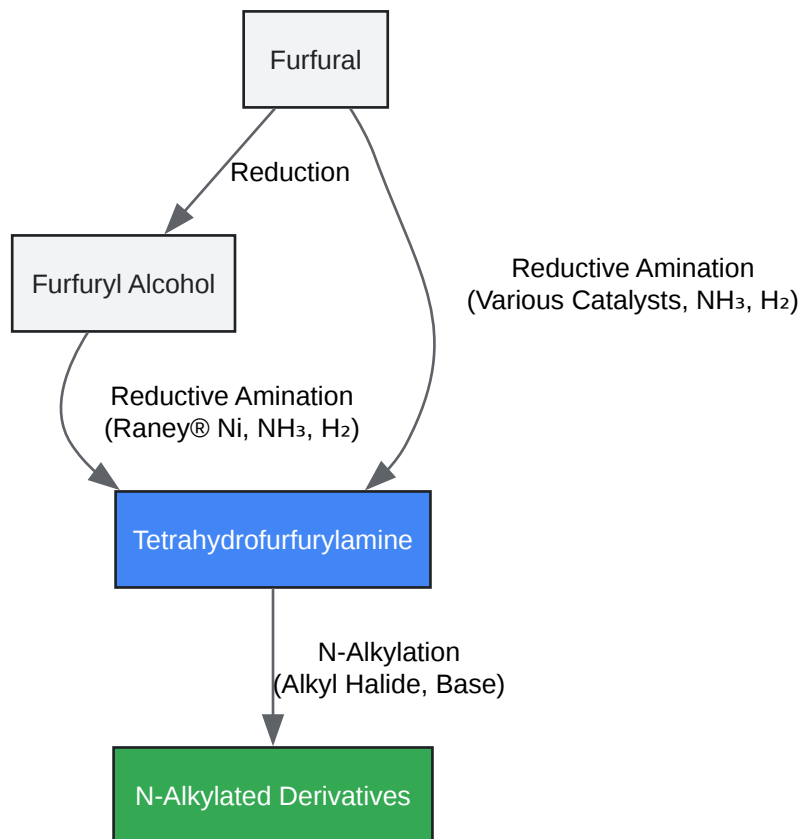 Furfural
Reduction
Furfuryl Alcohol
Reductive Amination
(Various Catalysts, NH₃, H₂)
Reductive Amination
(Raney® Ni, NH₃, H₂)
Tetrahydrofurfurylamine
N-Alkylation
(Alkyl Halide, Base)
N-Alkylated Derivatives